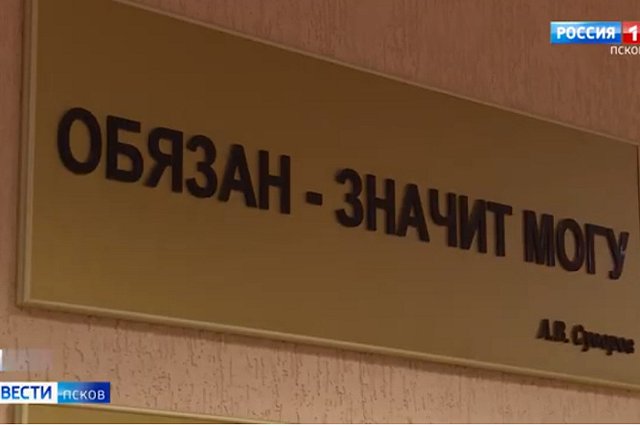 РОССИЯ 1
ПСКОВ
ОБЯЗАН - ЗНАЧИТ МОГУ
А.В. Суворов
ВЕСТИ ПСКОВ